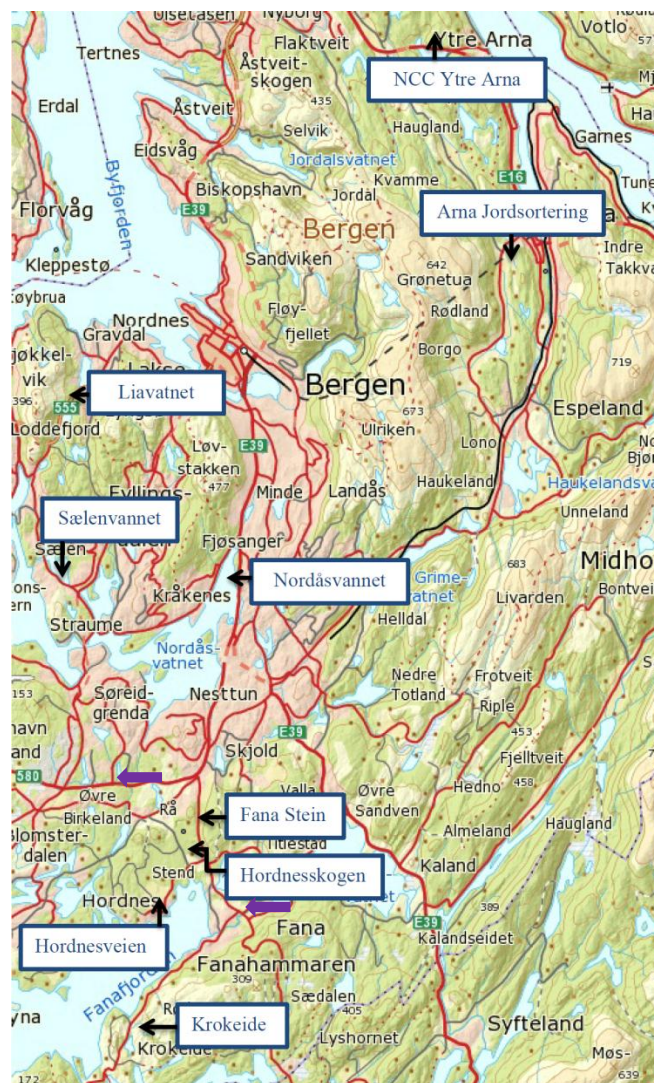 Ulsetåsen
Nyborg
Tertnes
Flaktveit
Ytre Arna
Votlo
NCC Ytre Arna
Åstveit-
skogen
435
Erdal
Åstveit
Selvik
Haugland
Garnes
Eidsvåg
Jordalsvatnet
E16
Byfjorden
Biskopshavn
Kvamme
Jordal
Florvåg
E39
Bergen
Arna Jordsortering
Indre
Takkva
Kleppestø
Sandviken
642
Grønetua
Nordnes
Fløy-
fjellet
Rødland
Gravdal
Borgo
719
Bergen
396
Liavatnet
555
673
Espeland
Loddefjord
Løv-
stakken
E39
Ulriken
Lono
477
Minde
Landås
Haukeland
Haukelandsv
Sælenvannet
Unneland
Sælen
Fjøsanger
Nordåsvannet
Grime-
vatnet
683
Midho
Bontvei
Kråkenes
Livarden
Straume
Helldal
Nordås-
vatnet
Nedre
Totland
Frotveit
153
Søreid-
grenda
Nesttun
Riple
E39
453
Skjold
Fjelltveit
580
Valla
Øvre
Sandven
Hedno
458
Øvre
Birkeland
Rå
Fana Stein
Haugland
Almeland
Blomster-
dalen
Titlestad
Stend
Hordnesskogen
Kaland
Hordnes
389
Fana
E39
Kalandseidet
Hordnesveien
Fanahammaren
Fanafjorden
309
Sædalen
Krokeide
405
Syfteland
Krokeide
Lyshornet
Møs-
172
639